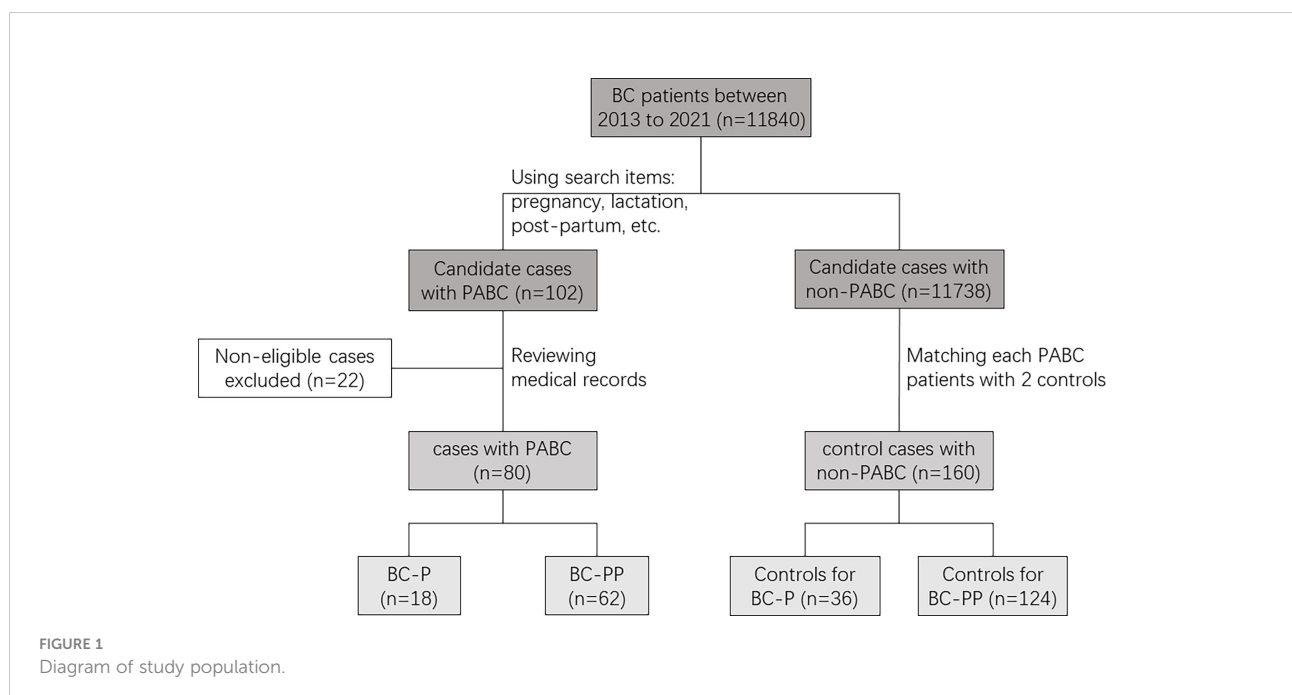 BC patients between
2013 to 2021 (n=11840)
Using search items:
pregnancy, lactation,
post-partum, etc.
Candidate cases
with PABC (n=102)
Candidate cases with
non-PABC (n=11738)
Non-eligible cases
excluded (n=22)
Reviewing
medical records
Matching each PABC
patients with 2 controls
cases with PABC
(n=80)
control cases with
non-PABC (n=160)
BC-P
(n=18)
BC-PP
(n=62)
Controls for
BC-P (n=36)
Controls for
BC-PP (n=124)
FIGURE 1
Diagram of study population.